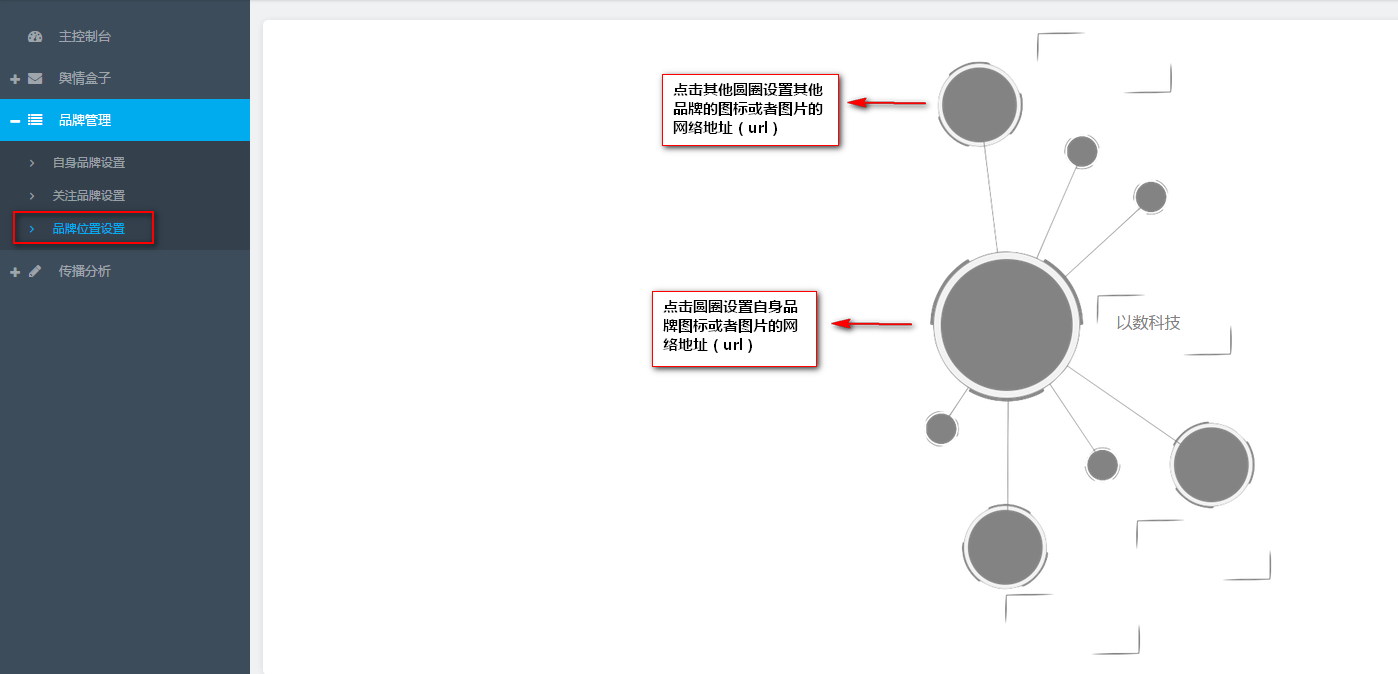 主控制台
舆情盒子
品牌管理
自身品牌设置
关注品牌设置
品牌位置设置
传播分析
点击其他圆圈设置其他
品牌的图标或者图片的
网络地址（url）
点击圆圈设置自身品
牌图标或者图片的网
络地址（url）
以数科技